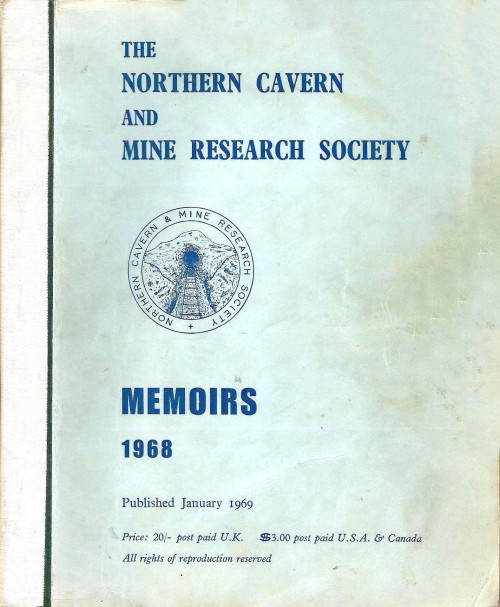 THE
NORTHERN CAVERN
AND
MINE RESEARCH SOCIETY
NORTHERN CAVERN & MINE RESEARCH SOCIETY +
MEMOIRS
1968
Published January 1969
Price: 20/- post paid U.K. $3.00 post paid U.S.A. & Canada
All rights of reproduction reserved